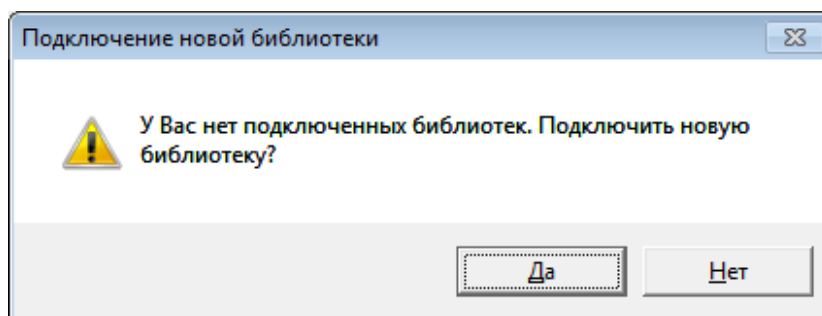 Подключение новой библиотеки
У Вас нет подключенных библиотек. Подключить новую
библиотеку?
Да
Нет